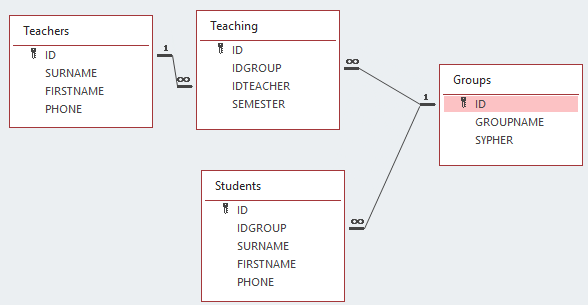 Teachers
ID
SURNAME
FIRSTNAME
PHONE
1
∞
Teaching
ID
IDGROUP
IDTEACHER
SEMESTER
∞
1
Groups
ID
GROUPNAME
SYPHER
Students
ID
IDGROUP
SURNAME
FIRSTNAME
PHONE
∞